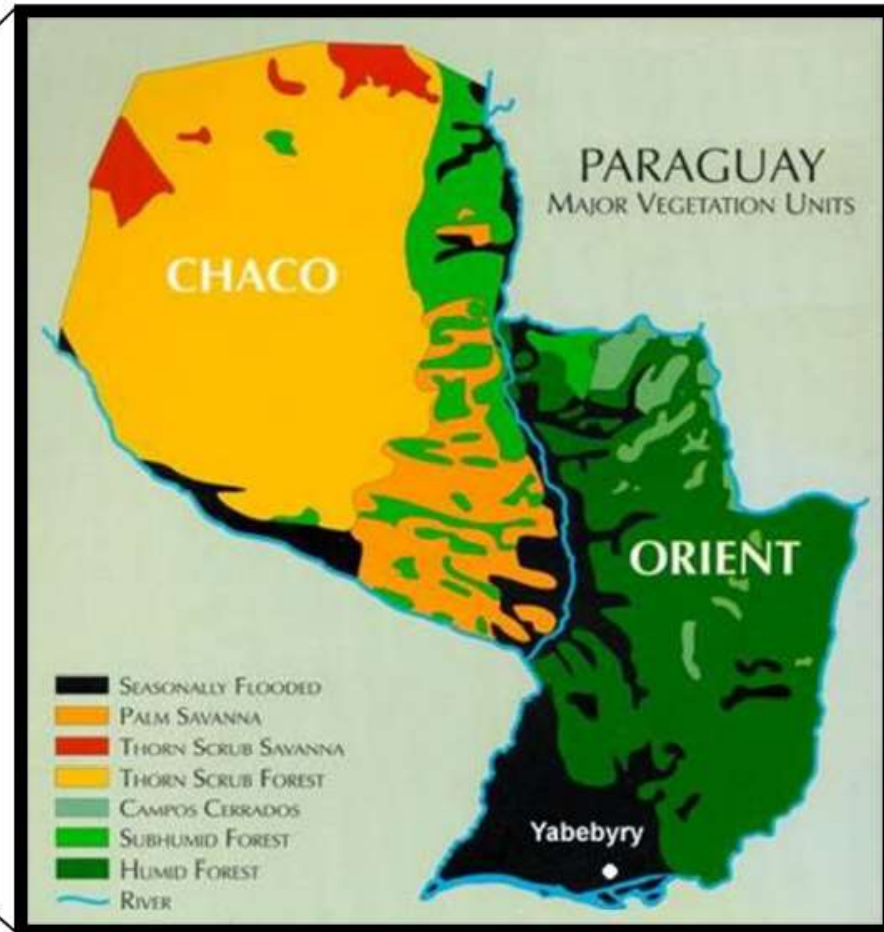 PARAGUAY
MAJOR VEGETATION UNITS
CHACO
ORIENT
SEASONALLY FLOODED
PALM SAVANNA
THORN SCRUB SAVANNA
THORN SCRUB FOREST
CAMPOS CERRADOS
SUBHUMID FOREST
HUMID FOREST
RIVER
Yabebyry